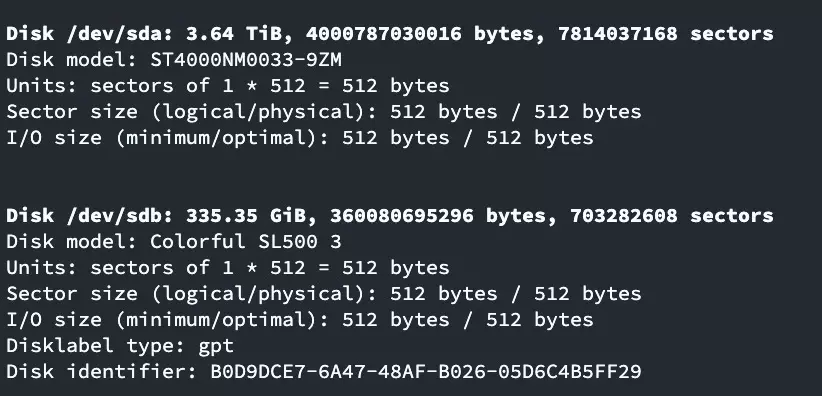 Disk /dev/sda: 3.64 TiB, 4000787030016 bytes, 7814037168 sectors
Disk model: ST4000NM0033-9ZM
Units: sectors of 1 * 512 = 512 bytes
Sector size (logical/physical): 512 bytes / 512 bytes
I/O size (minimum/optimal): 512 bytes / 512 bytes
Disk /dev/sdb: 335.35 GiB, 360080695296 bytes, 703282608 sectors
Disk model: Colorful SL500 3
Units: sectors of 1 * 512 = 512 bytes
Sector size (logical/physical): 512 bytes / 512 bytes
I/O size (minimum/optimal): 512 bytes / 512 bytes
Disklabel type: gpt
Disk identifier: B0D9DCE7-6A47-48AF-B026-05D6C4B5FF29